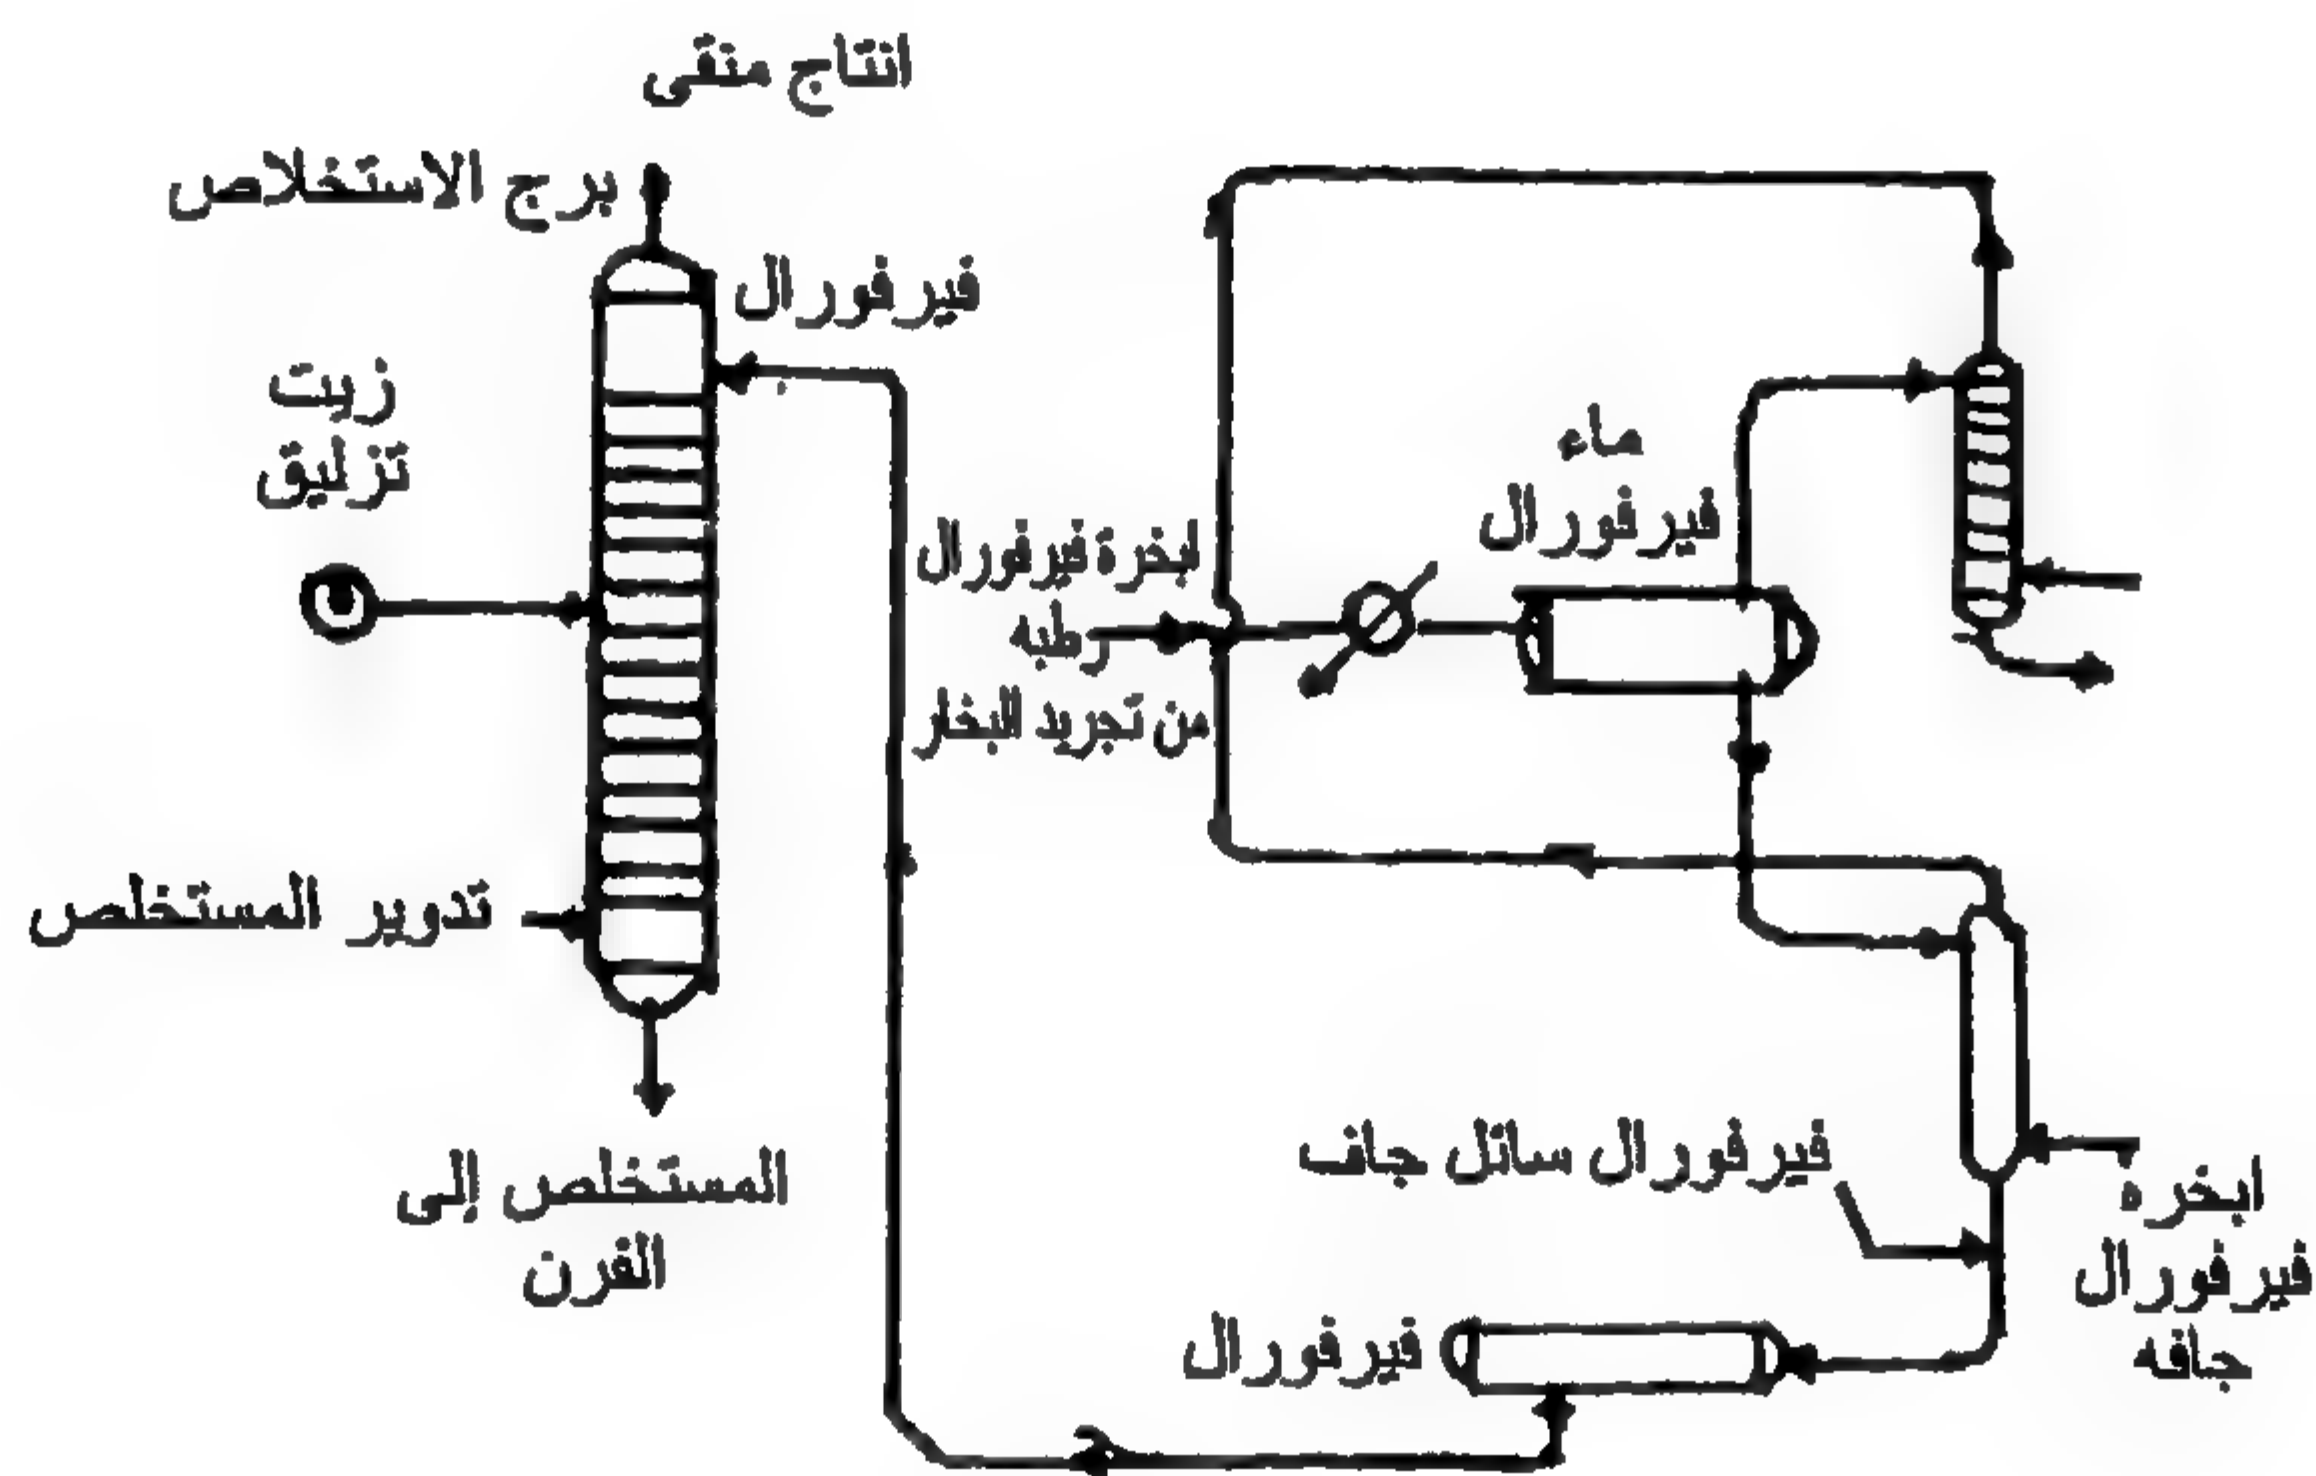 انتاج منقى
برج الاستخلاص
فيرفورال
زيت
تزليق
ماء
فيرفورال
ابخرة فيرفورال
رطبه
من تجريد البخار
تدوير المستخلص
المستخلص إلى
الفرن
فيرفورال سائل جاف
ابخره
فيرفورال
جافه
فيرفورال